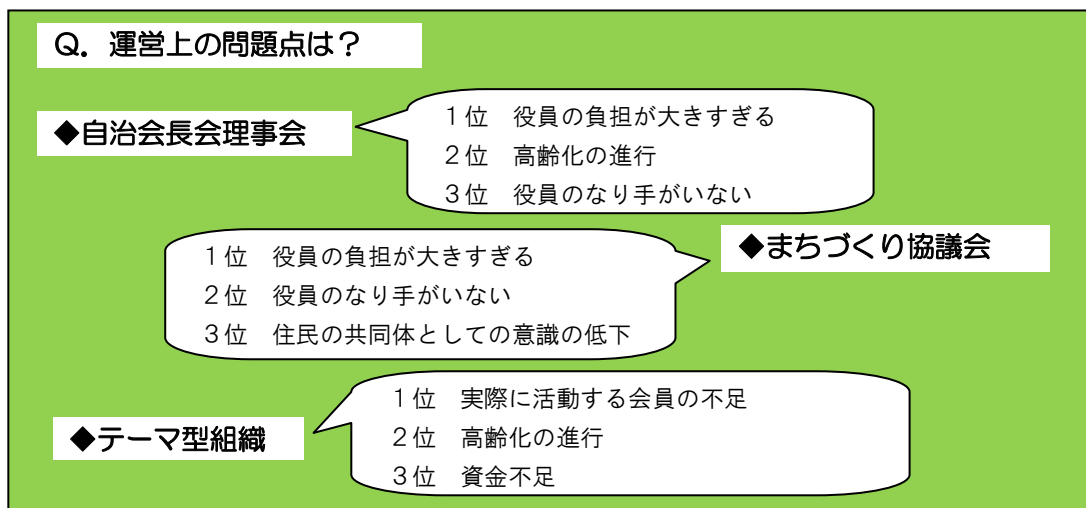 Q．運営上の問題点は？
◆自治会長会理事会
１位　役員の負担が大きすぎる
２位　高齢化の進行
３位　役員のなり手がいない
◆まちづくり協議会
１位　役員の負担が大きすぎる
２位　役員のなり手がいない
３位　住民の共同体としての意識の低下
◆テーマ型組織
１位　実際に活動する会員の不足
２位　高齢化の進行
３位　資金不足